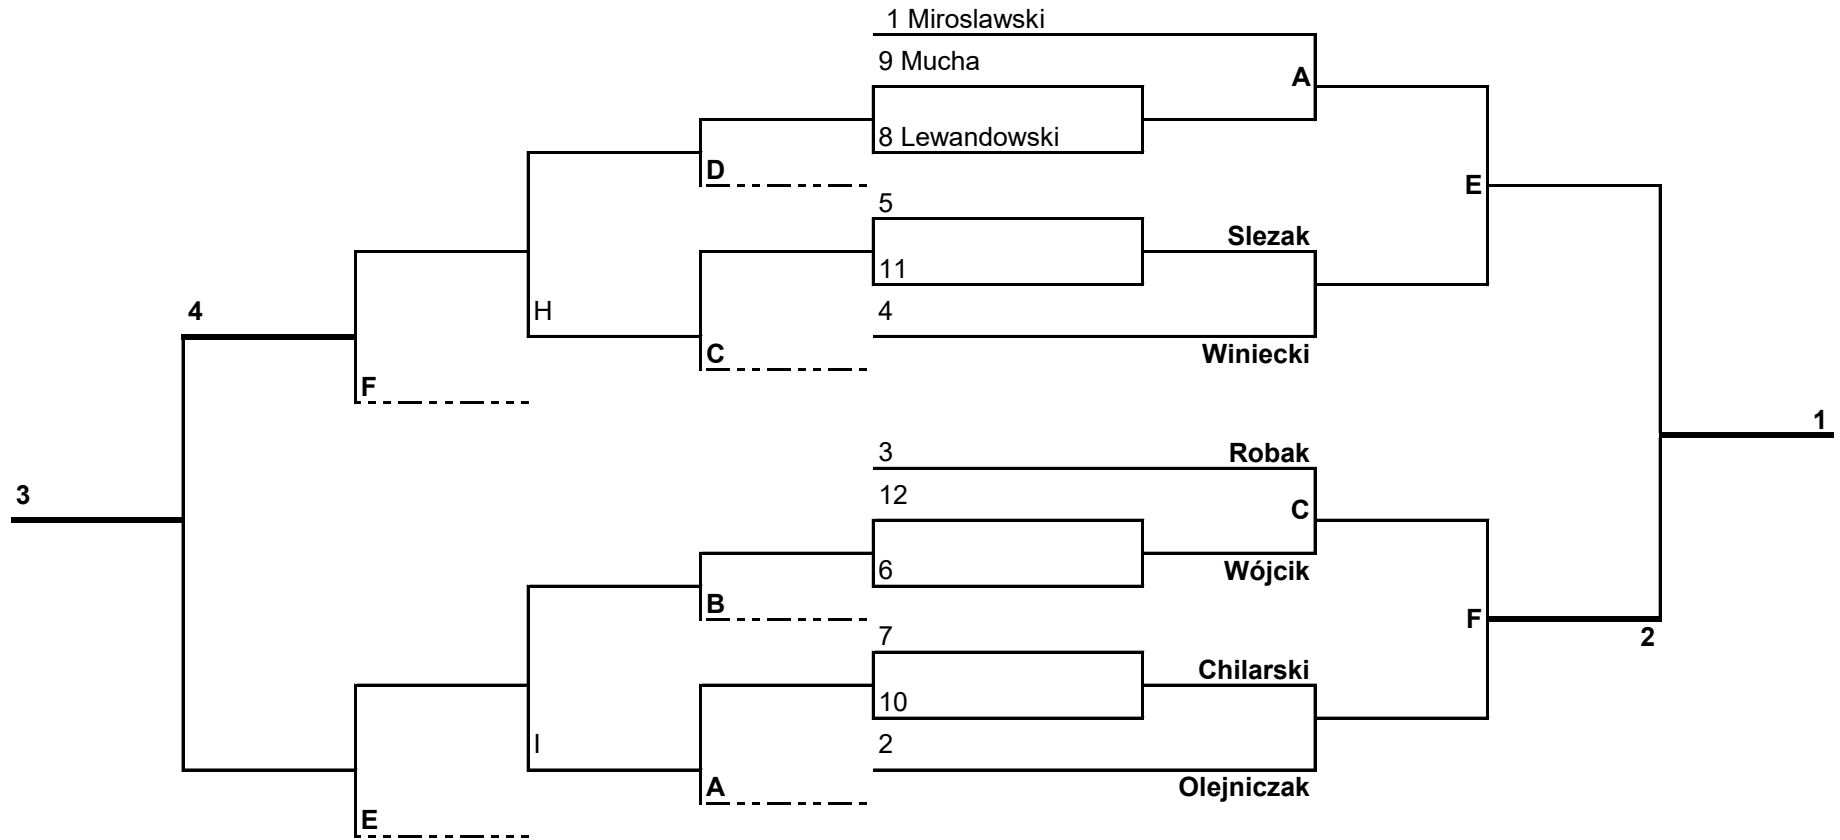 1 Miroslawski
9 Mucha
A
8 Lewandowski
D
E
5
Slezak
11
4
H
4
C
Winiecki
F
1
3
Robak
3
12
C
6
Wójcik
B
F
7
2
Chilarski
10
I
2
A
Olejniczak
E